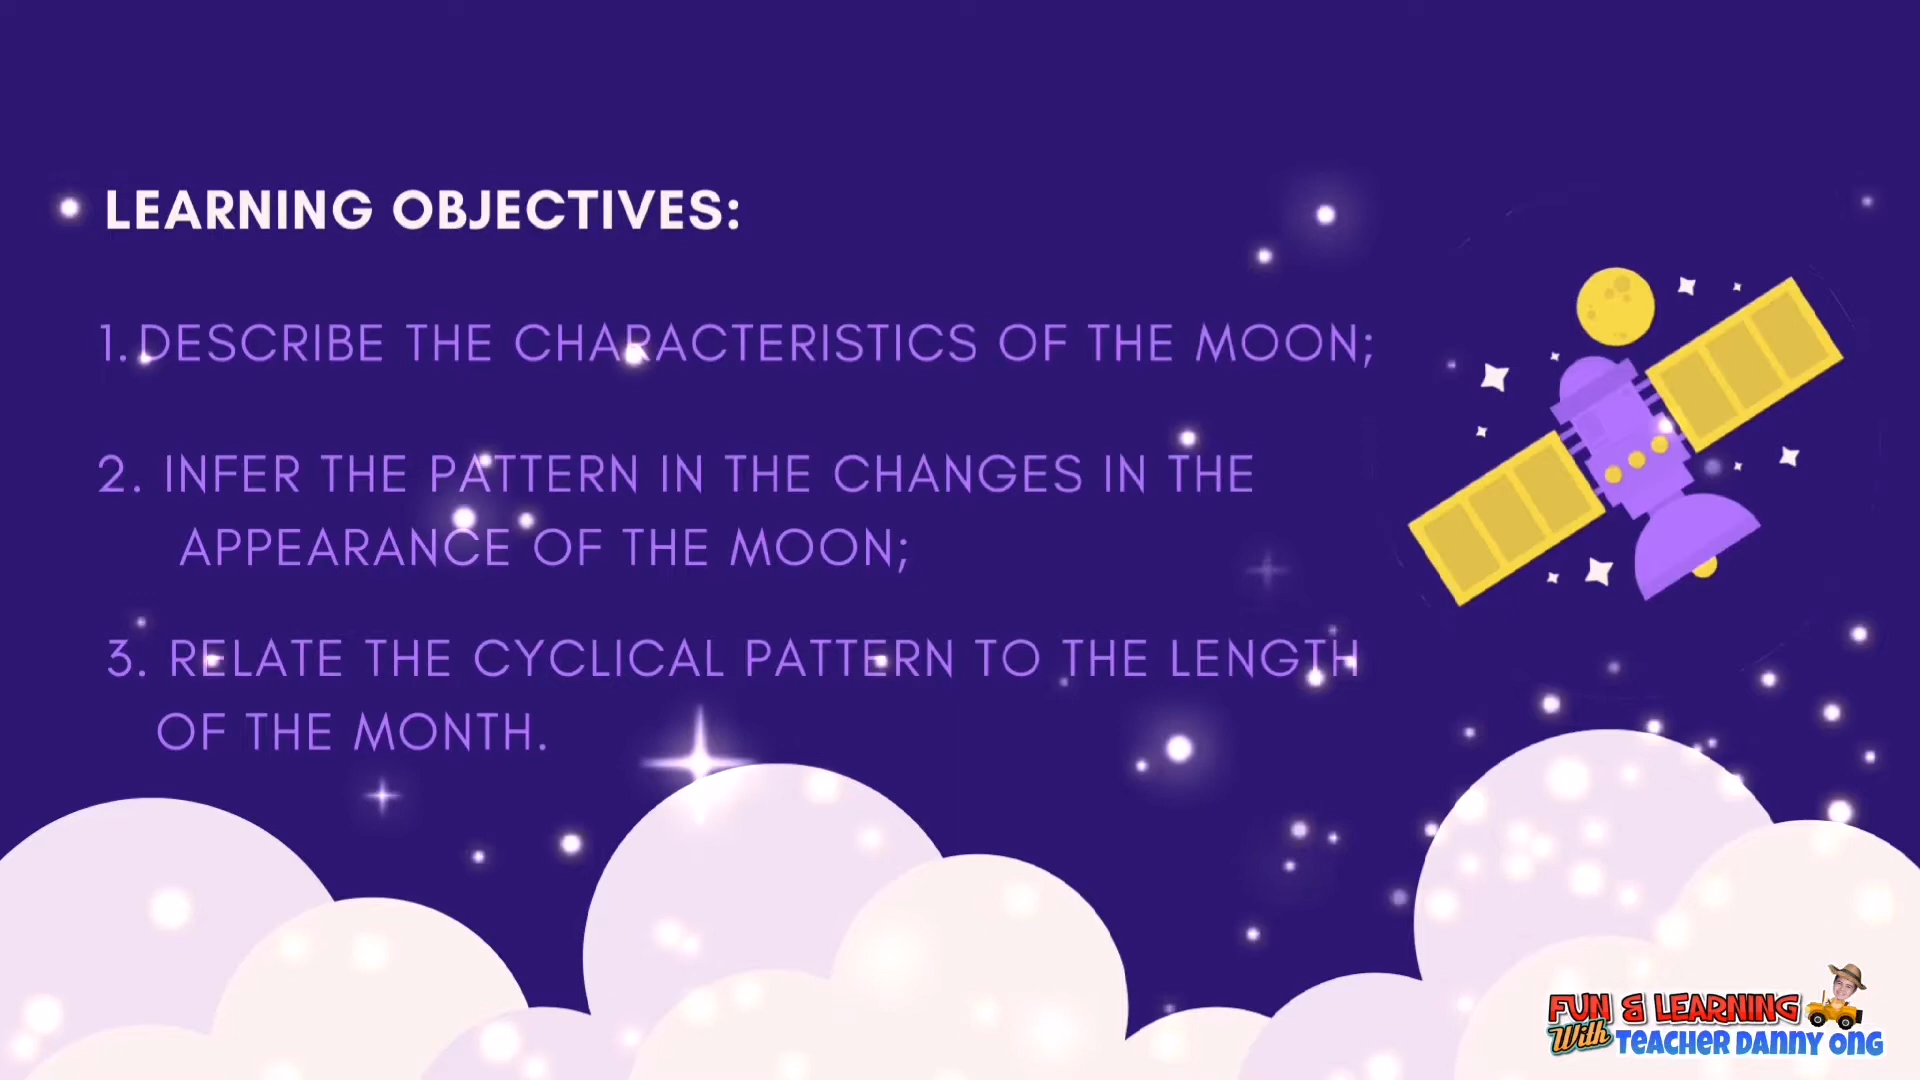 LEARNING OBJECTIVES:
1. DESCRIBE THE CHARACTERISTICS OF THE MOON;
2. INFER THE PATTERN IN THE CHANGES IN THE
APPEARANCE OF THE MOON;
3. RELATE THE CYCLICAL PATTERN TO THE LENGTH
OF THE MONTH.
FUN & LEARNING
With TEACHER DANNY ONG